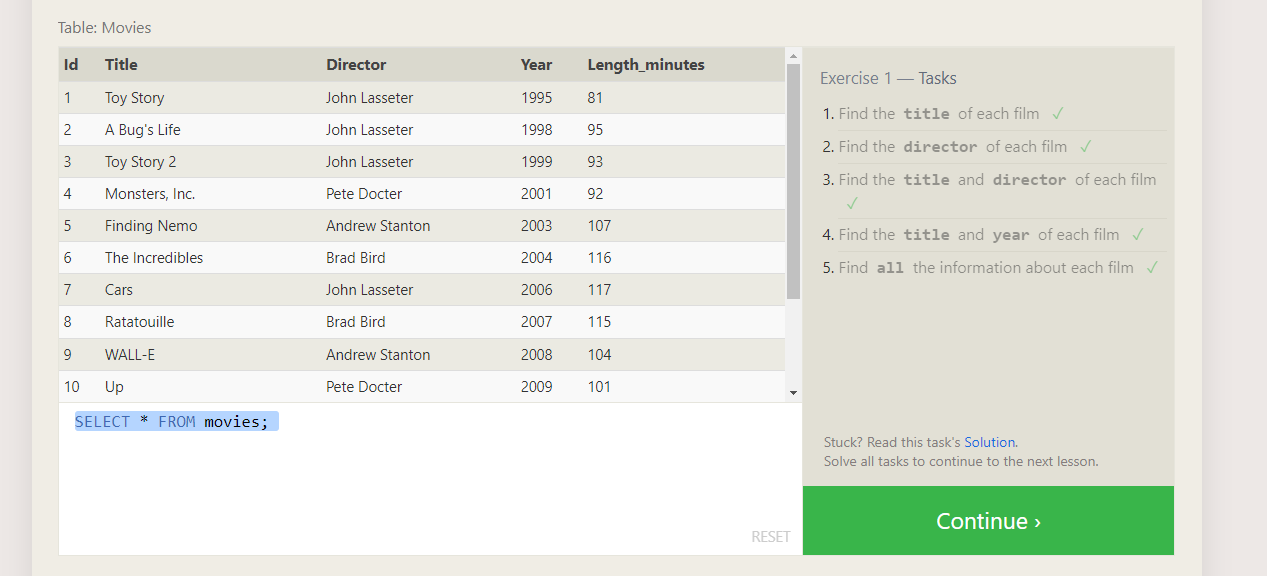 Table: Movies
Id Title Director Year Length_minutes
1 Toy Story John Lasseter 1995 81
2 A Bug's Life John Lasseter 1998 95
3 Toy Story 2 John Lasseter 1999 93
4 Monsters, Inc. Pete Docter 2001 92
5 Finding Nemo Andrew Stanton 2003 107
6 The Incredibles Brad Bird 2004 116
7 Cars John Lasseter 2006 117
8 Ratatouille Brad Bird 2007 115
9 WALL-E Andrew Stanton 2008 104
10 Up Pete Docter 2009 101
SELECT * FROM movies;
RESET
Exercise 1 — Tasks
1. Find the title of each film ✓
2. Find the director of each film ✓
3. Find the title and director of each film
✓
4. Find the title and year of each film ✓
5. Find all the information about each film ✓
Stuck? Read this task's Solution.
Solve all tasks to continue to the next lesson.
Continue ›